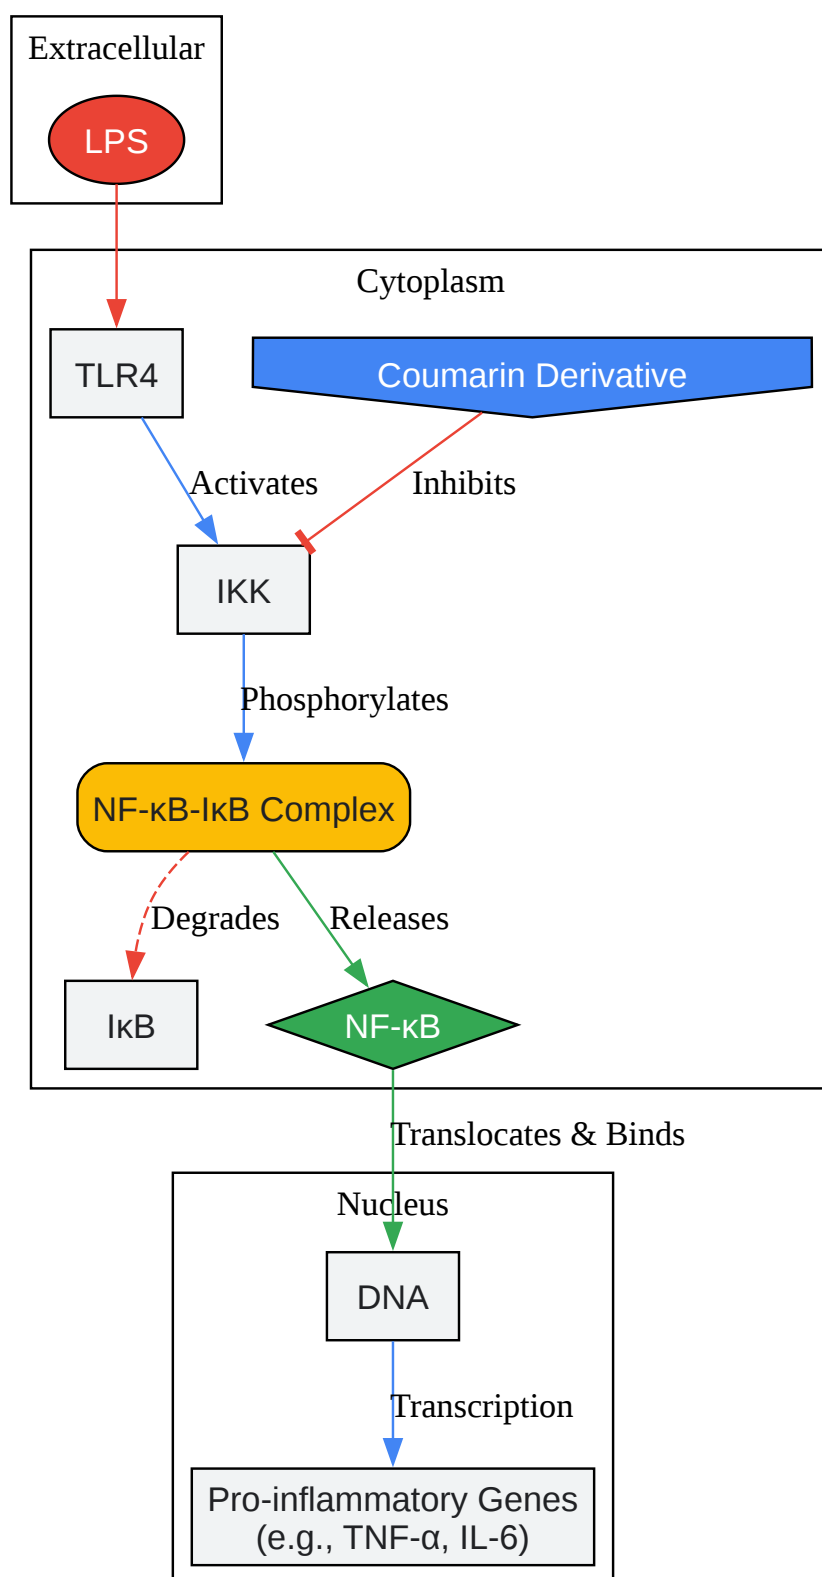 Extracellular
LPS
Cytoplasm
TLR4
Coumarin Derivative
Activates
Inhibits
IKK
Phosphorylates
NF-κB-IκB Complex
Degrades
Releases
IκB
NF-κB
Translocates & Binds
Nucleus
DNA
Transcription
Pro-inflammatory Genes
(e.g., TNF-α, IL-6)